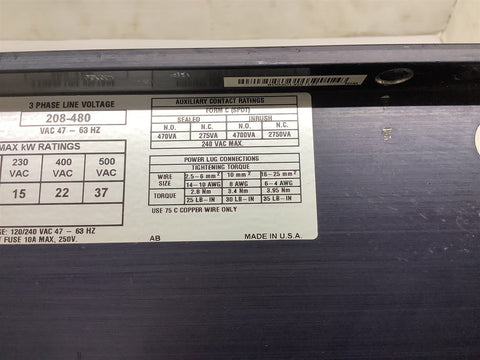 3 PHASE LINE VOLTAGE
208-480
VAC 47 - 63 HZ
MAX kW RATINGS
230 400 500
VAC VAC VAC
15 22 37
120/240 VAC 47 - 63 HZ
FUSE 10A MAX, 250V.
AUXILIARY CONTACT RATINGS
FORM C (SPDT)
SEALED INRUSH
N.O. N.C. N.O. N.C.
470VA 275VA 4700VA 2750VA
240 VAC MAX.
POWER LUG CONNECTIONS
TIGHTENING TORQUE
WIRE SIZE 2.5-6 mm² 10 mm² 16-25 mm²
14-10 AWG 8 AWG 6-4 AWG
TORQUE 2.8 Nm 3.4 Nm 3.95 Nm
25 LB-IN 30 LB-IN 35 LB-IN
USE 75 C COPPER WIRE ONLY
AB MADE IN U.S.A.